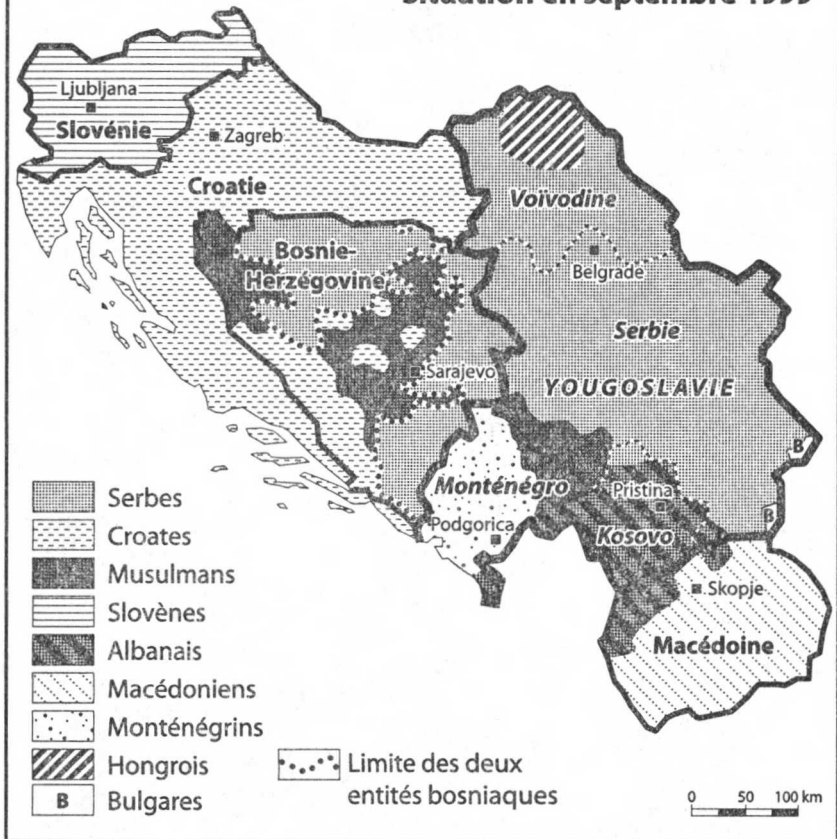 Situation en septembre 1999
Ljubljana
Slovénie
Zagreb
Croatie
Voïvodine
Bosnie-
Herzégovine
Belgrade
Serbie
Sarajevo
YOUGOSLAVIE
B
Monténégro
Pristina
B
Podgorica
Kosovo
Skopje
Macédoine
Serbes
Croates
Musulmans
Slovènes
Albanais
Macédoniens
Monténégrins
Hongrois
B Bulgares
Limite des deux
entités bosniaques
0 50 100 km